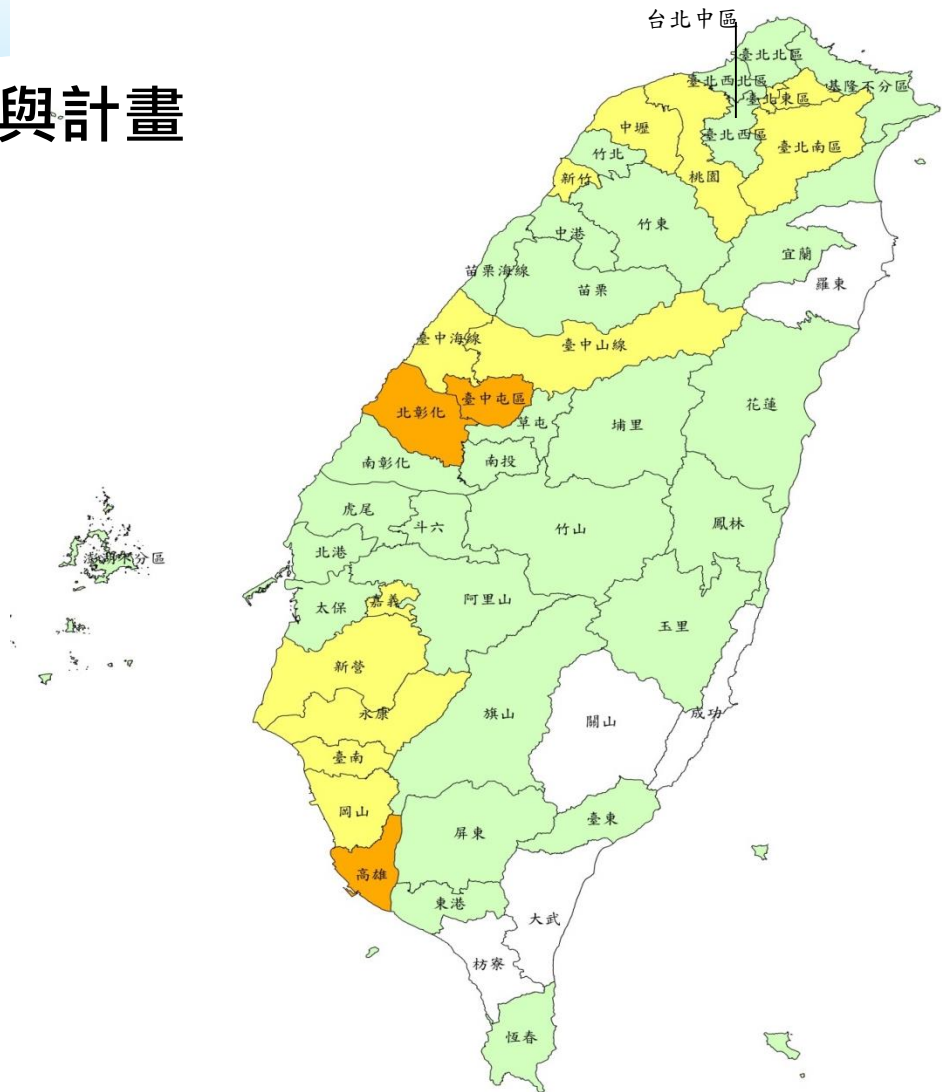 台北中區
與計畫
臺北北區
臺北西北區
基隆不分區
臺北東區
中壢
臺北西區
臺北南區
竹北
新竹
桃園
竹東
中港
宜蘭
苗栗海線
羅東
苗栗
臺中海線
臺中山線
臺中屯區
花蓮
北彰化
草屯
埔里
南彰化
南投
虎尾
斗六
竹山
鳳林
北港
澎湖不分區
嘉義
阿里山
太保
玉里
新營
永康
旗山
關山
成功
臺南
岡山
臺東
屏東
高雄
東港
大武
枋寮
恆春